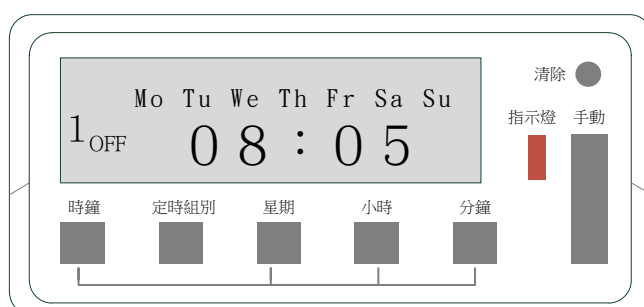 清除
Mo Tu We Th Fr Sa Su
1OFF 08:05
指示燈 手動
時鐘 定時組別 星期 小時 分鐘